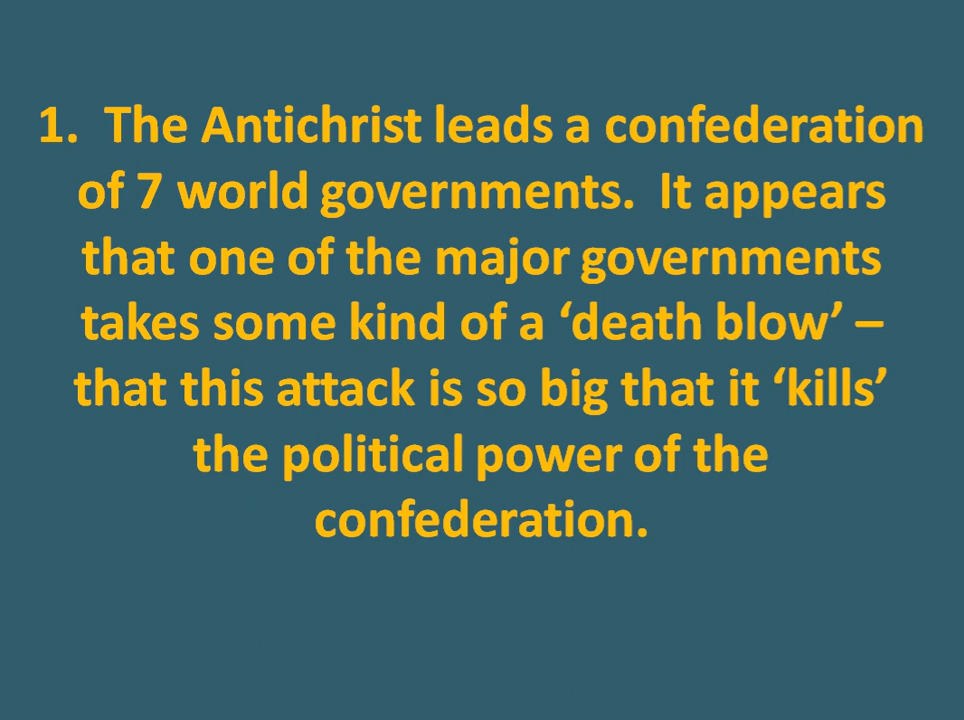 1.  The Antichrist leads a confederation
of 7 world governments.  It appears
that one of the major governments
takes some kind of a ‘death blow’ –
that this attack is so big that it ‘kills’
the political power of the
confederation.